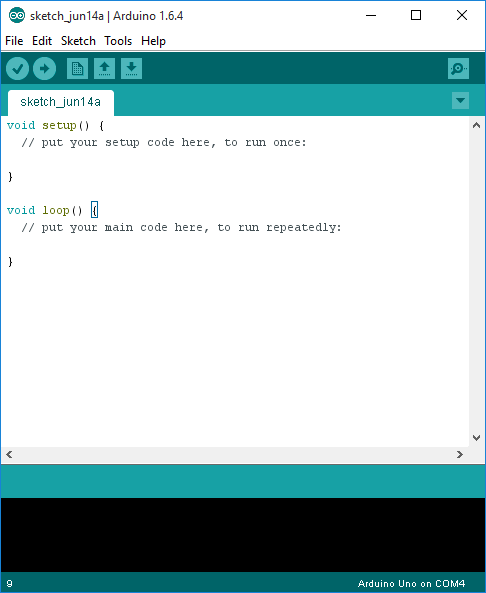 sketch_jun14a | Arduino 1.6.4
File Edit Sketch Tools Help
sketch_jun14a
void setup() {
  // put your setup code here, to run once:
}
void loop() {
  // put your main code here, to run repeatedly:
}
9 Arduino Uno on COM4